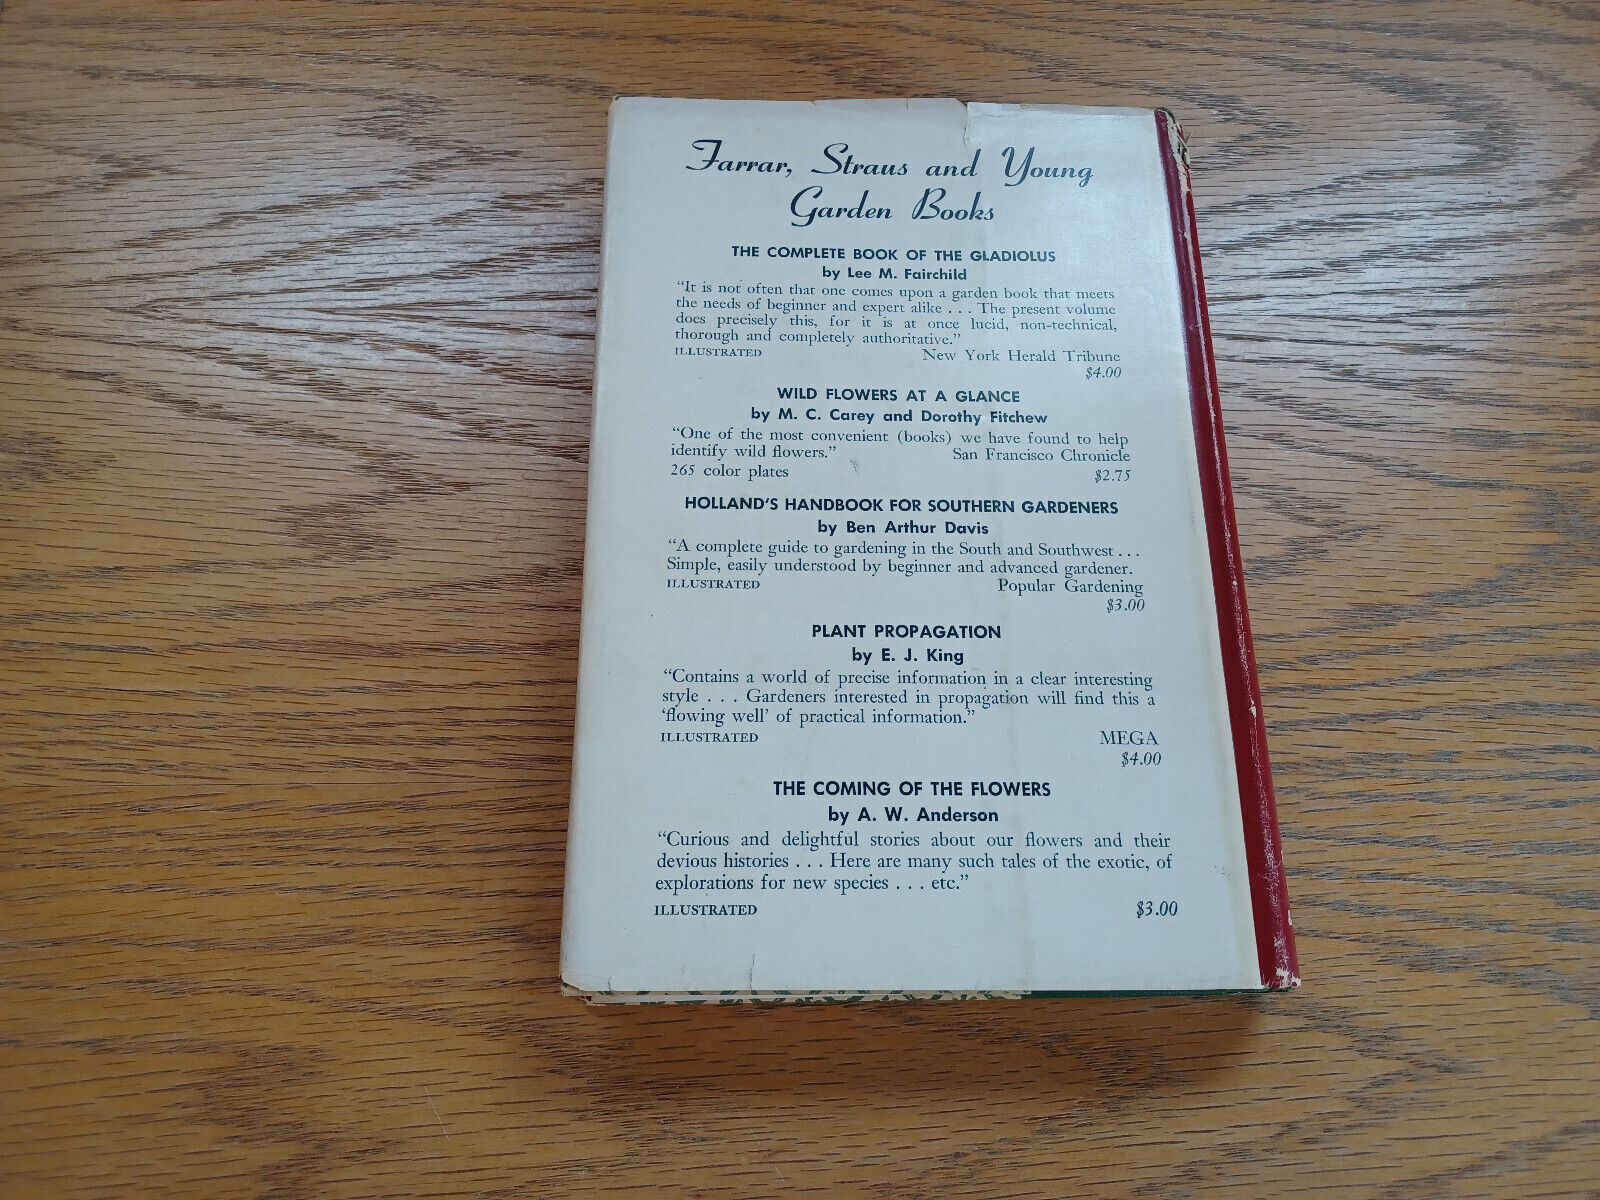 Farrar, Straus and Young
Garden Books
THE COMPLETE BOOK OF THE GLADIOLUS
by Lee M. Fairchild
“It is not often that one comes upon a garden book that meets
the needs of beginner and expert alike . . . The present volume
does precisely this, for it is at once lucid, non-technical,
thorough and completely authoritative.”
ILLUSTRATED New York Herald Tribune
$4.00
WILD FLOWERS AT A GLANCE
by M. C. Carey and Dorothy Fitchew
“One of the most convenient (books) we have found to help
identify wild flowers.” San Francisco Chronicle
265 color plates $2.75
HOLLAND'S HANDBOOK FOR SOUTHERN GARDENERS
by Ben Arthur Davis
“A complete guide to gardening in the South and Southwest . . .
Simple, easily understood by beginner and advanced gardener.
ILLUSTRATED Popular Gardening
$3.00
PLANT PROPAGATION
by E. J. King
“Contains a world of precise information in a clear interesting
style . . . Gardeners interested in propagation will find this a
‘flowing well’ of practical information.”
ILLUSTRATED MEGA
$4.00
THE COMING OF THE FLOWERS
by A. W. Anderson
“Curious and delightful stories about our flowers and their
devious histories . . . Here are many such tales of the exotic, of
explorations for new species . . . etc.”
ILLUSTRATED $3.00